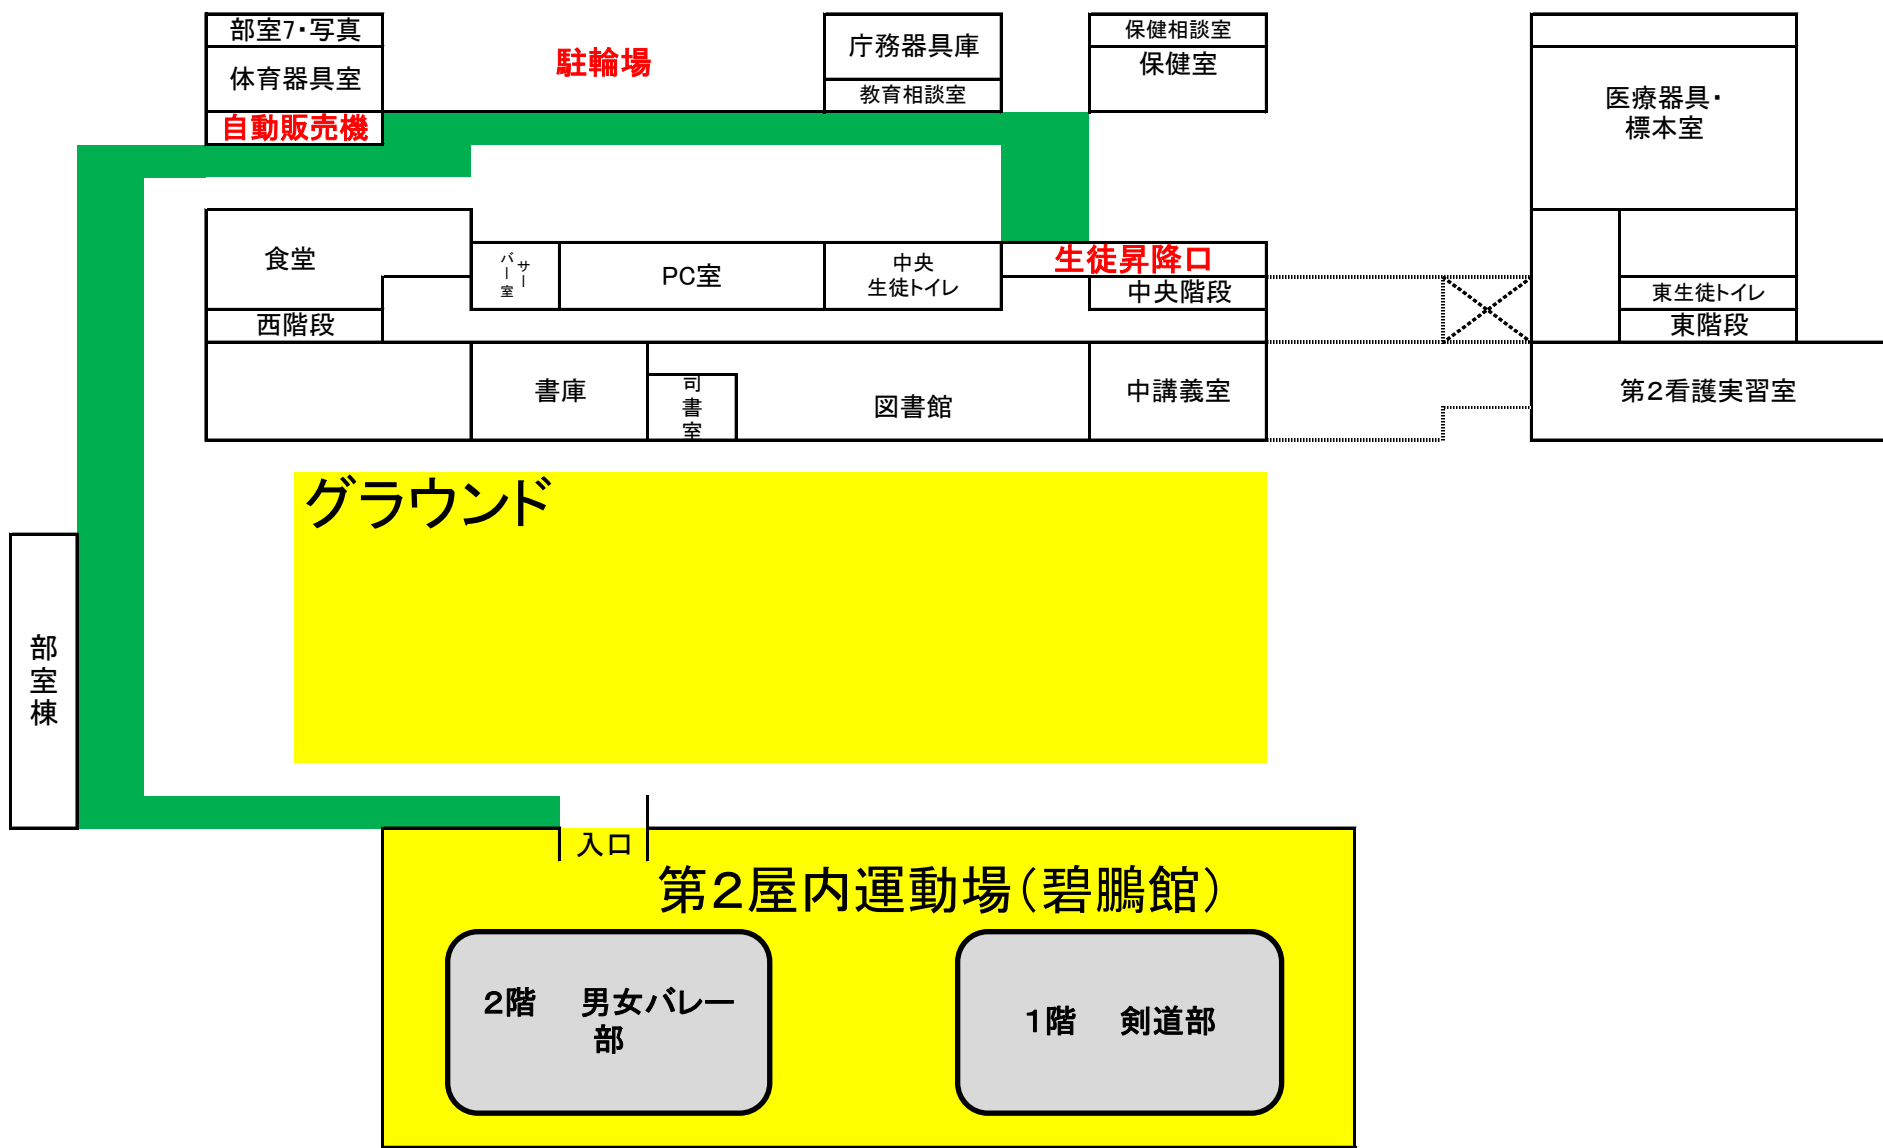 部室7・写真
体育器具室
自動販売機
駐輪場
庁務器具庫
教育相談室
保健相談室
保健室
医療器具・
標本室
食堂
西階段
サー
バー室
PC室
中央
生徒トイレ
生徒昇降口
中央階段
東生徒トイレ
東階段
書庫
司書室
図書館
中講義室
第2看護実習室
グラウンド
部室棟
入口
第2屋内運動場(碧鵬館)
2階 男女バレー
部
1階 剣道部